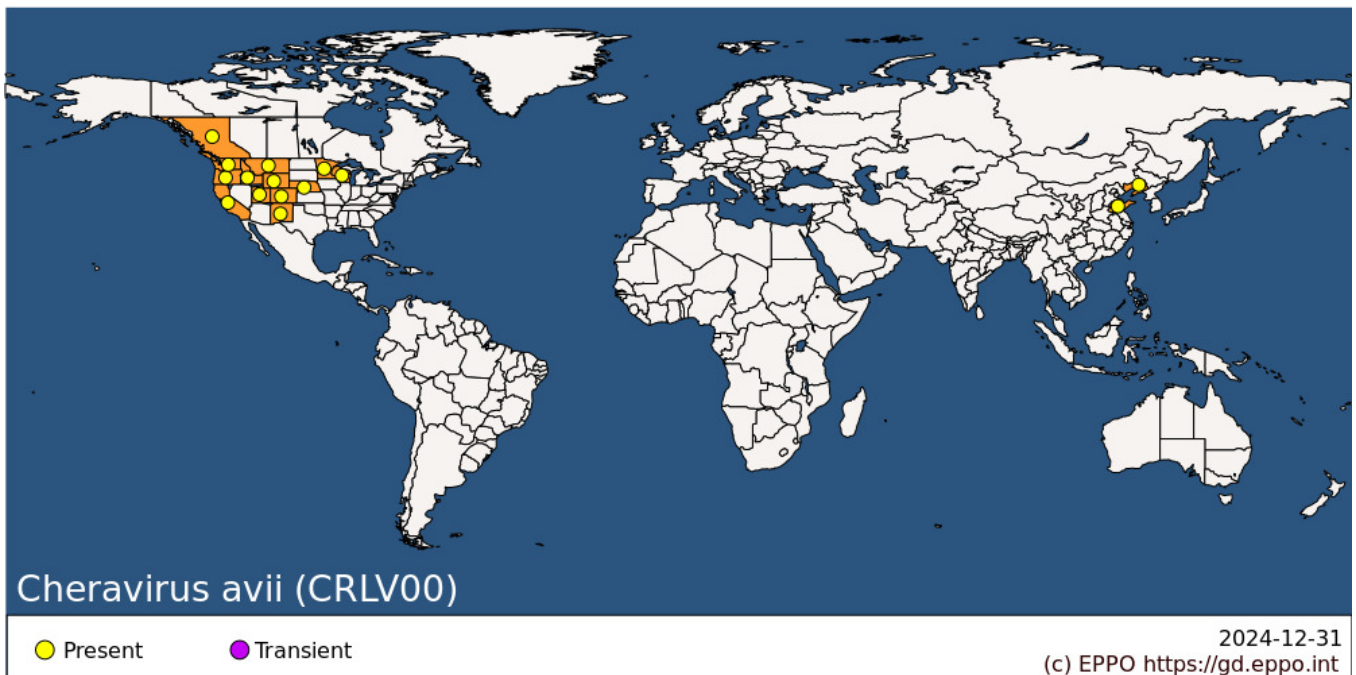 Cheravirus avii (CRLV00)
Present
Transient
2024-12-31
(c) EPPO https://gd.eppo.int